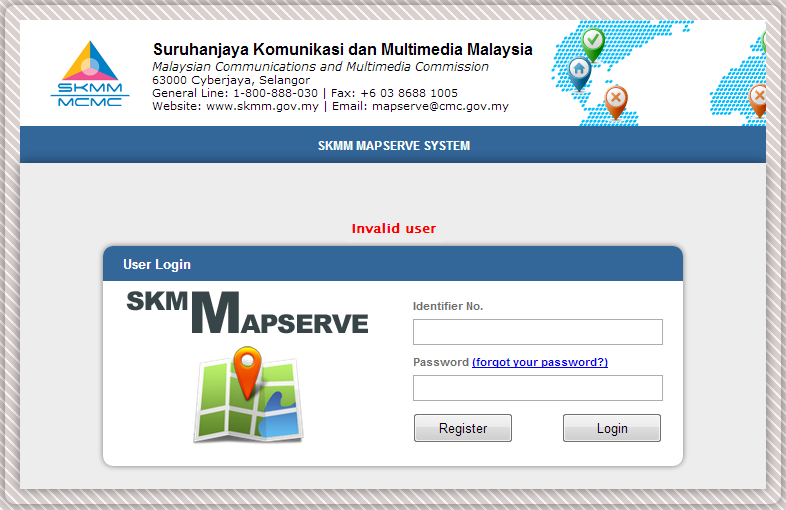 SKMM
MCMC
Suruhanjaya Komunikasi dan Multimedia Malaysia
Malaysian Communications and Multimedia Commission
63000 Cyberjaya, Selangor
General Line: 1-800-888-030 | Fax: +6 03 8688 1005
Website: www.skmm.gov.my | Email: mapserve@cmc.gov.my
SKMM MAPSERVE SYSTEM
Invalid user
User Login
SKMMAPSERVE
Identifier No.
Password (forgot your password?)
Register Login